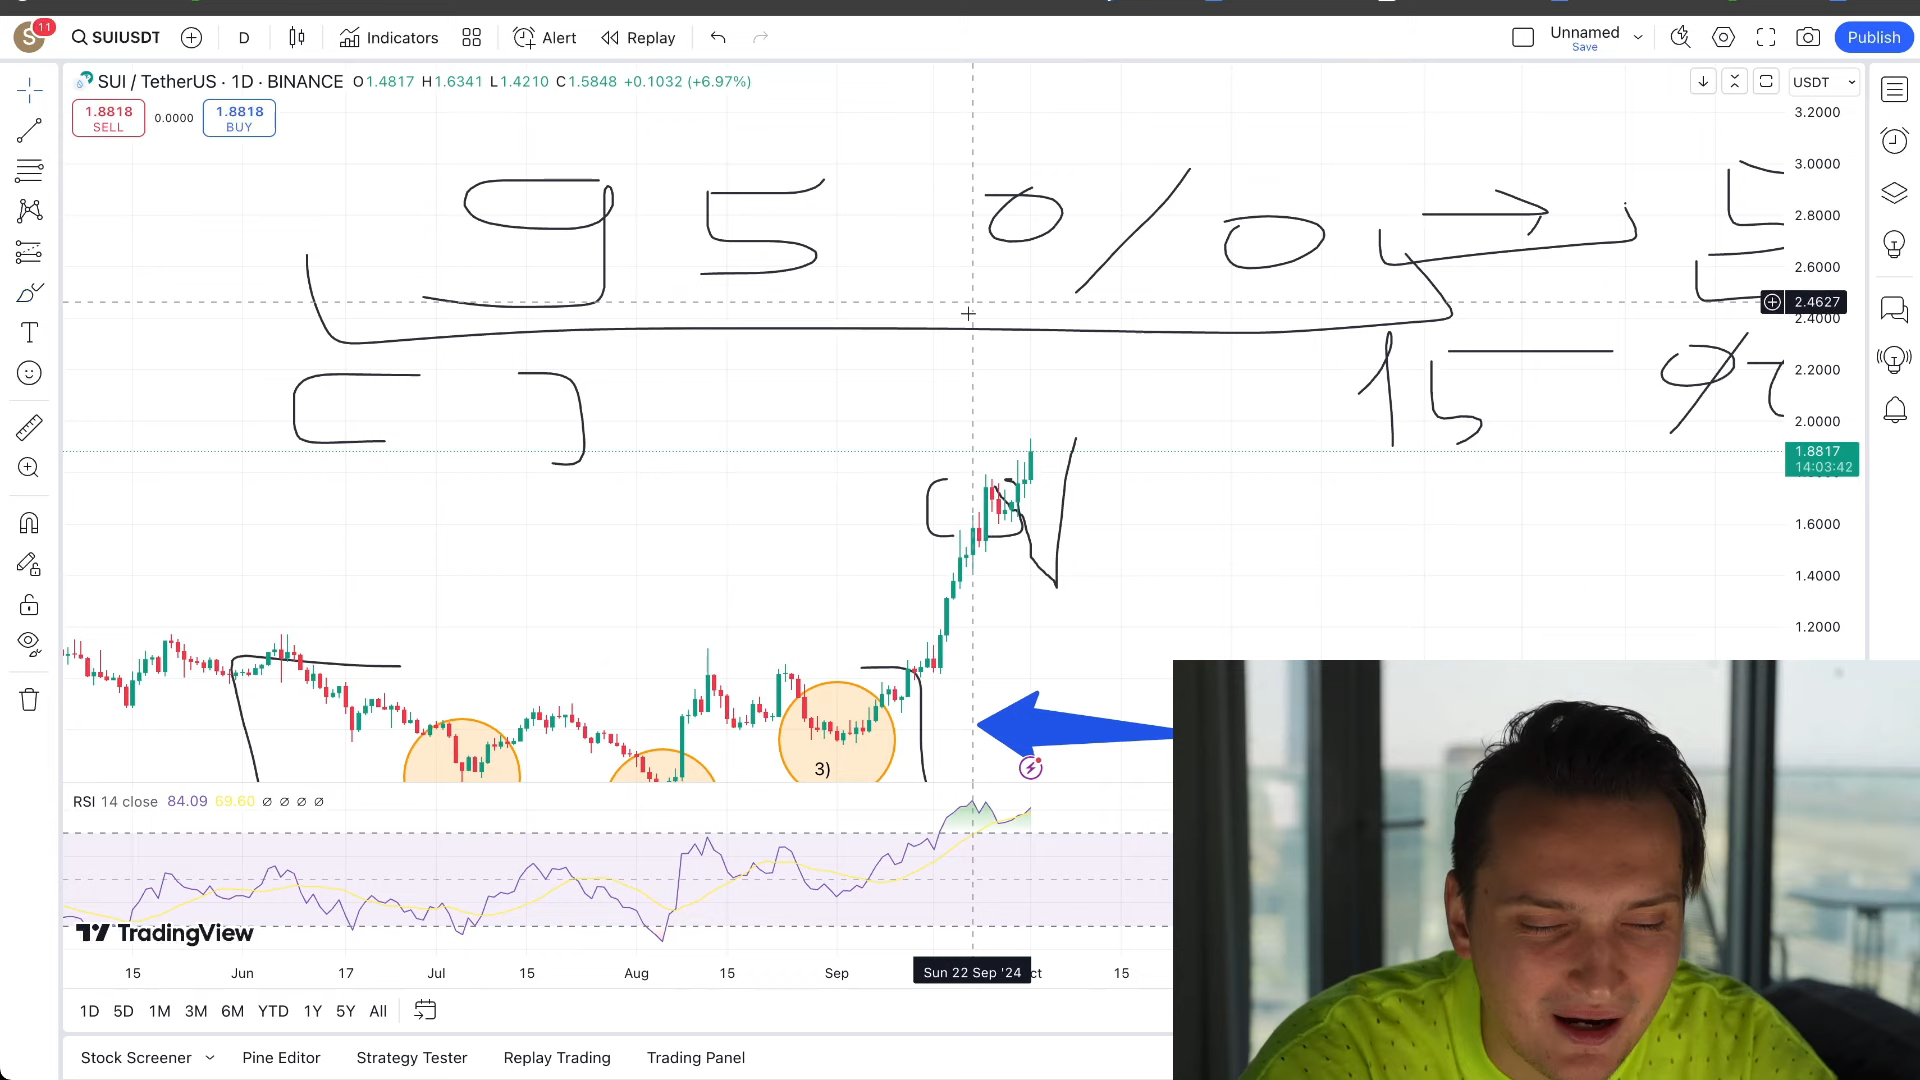 S 11 SUIUSDT D Indicators Alert Replay Unnamed Publish
Save
SUI / TetherUS · 1D · BINANCE O1.4817 H1.6341 L1.4210 C1.5848 +0.1032 (+6.97%) USDT
1.8818 SELL 0.0000 1.8818 BUY
3.2000
3.0000
2.8000
2.6000
2.4627
2.4000
2.2000
2.0000
1.8817
14:03:42
1.6000
1.4000
1.2000
95 %
15
3)
RSI 14 close 84.09 69.60 ∅ ∅ ∅ ∅
TradingView
15 Jun 17 Jul 15 Aug 15 Sep Sun 22 Sep '24 ct 15
1D 5D 1M 3M 6M YTD 1Y 5Y All
Stock Screener Pine Editor Strategy Tester Replay Trading Trading Panel